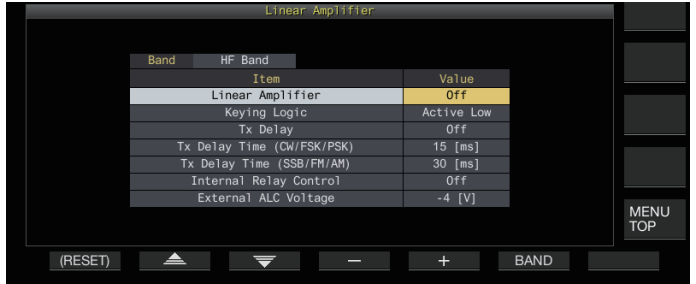 Linear Amplifier
Band HF Band
Item Value
Linear Amplifier Off
Keying Logic Active Low
Tx Delay Off
Tx Delay Time (CW/FSK/PSK) 15 [ms]
Tx Delay Time (SSB/FM/AM) 30 [ms]
Internal Relay Control Off
External ALC Voltage -4 [V]
MENU
TOP
(RESET) − + BAND